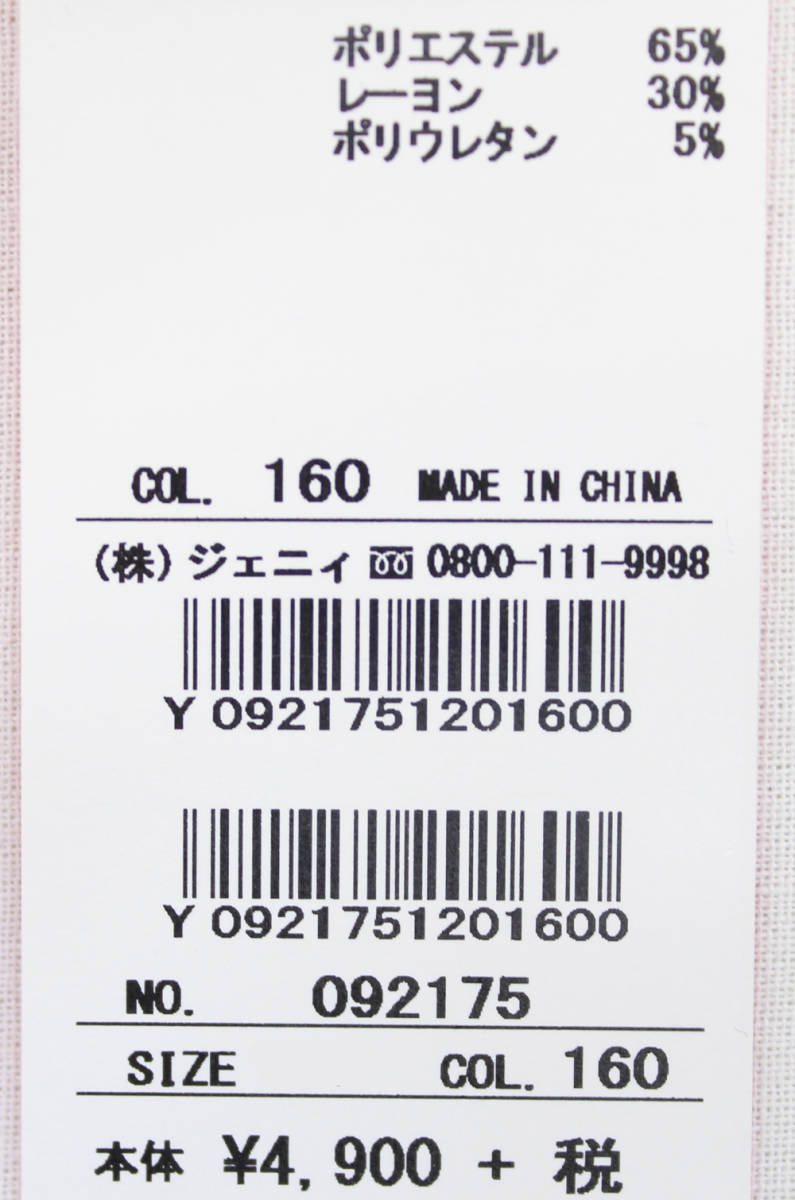 ポリエステル 65%
レーヨン 30%
ポリウレタン 5%
COL. 160 MADE IN CHINA
(株)ジェニィ 0800-111-9998
Y 0921751201600
Y 0921751201600
NO. 092175
SIZE COL. 160
本体 ¥4,900 + 税